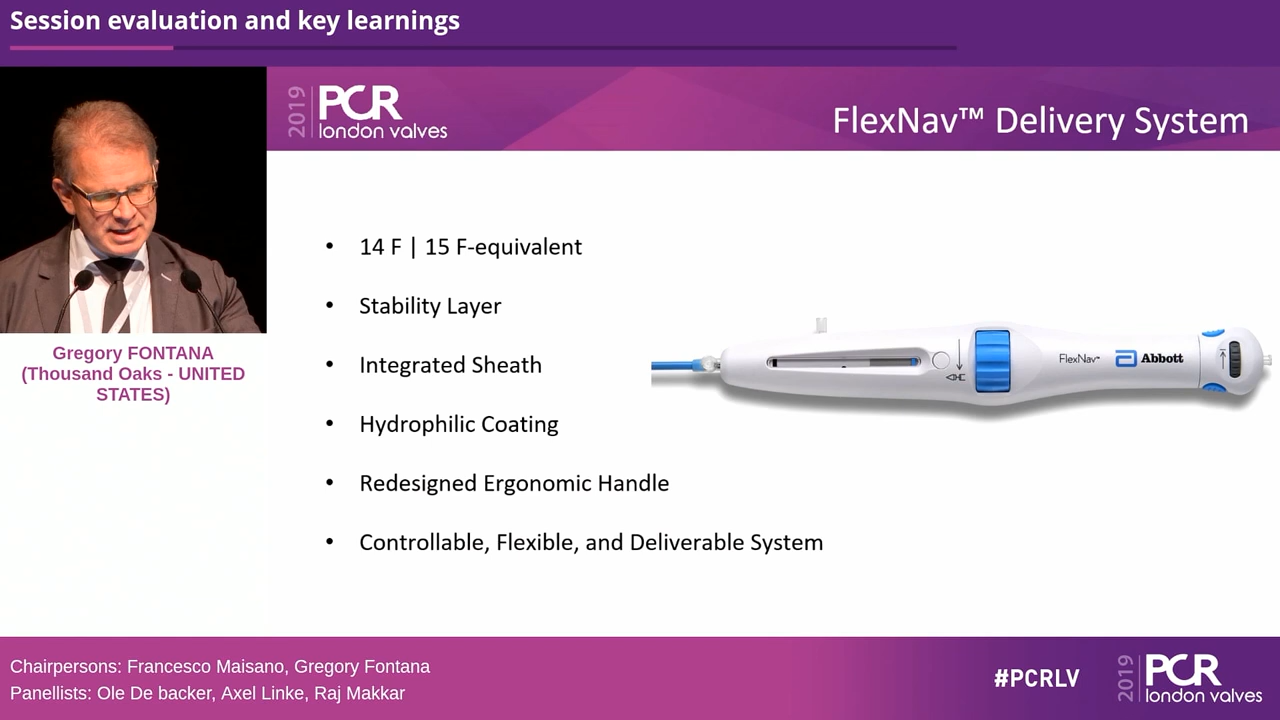 Session evaluation and key learnings
2019 PCR
london valves
FlexNav™ Delivery System
• 14 F | 15 F-equivalent
• Stability Layer
• Integrated Sheath
• Hydrophilic Coating
• Redesigned Ergonomic Handle
• Controllable, Flexible, and Deliverable System
FlexNav™ Abbott
Gregory FONTANA
(Thousand Oaks - UNITED
STATES)
Chairpersons: Francesco Maisano, Gregory Fontana
Panellists: Ole De backer, Axel Linke, Raj Makkar
#PCRLV
2019 PCR
london valves